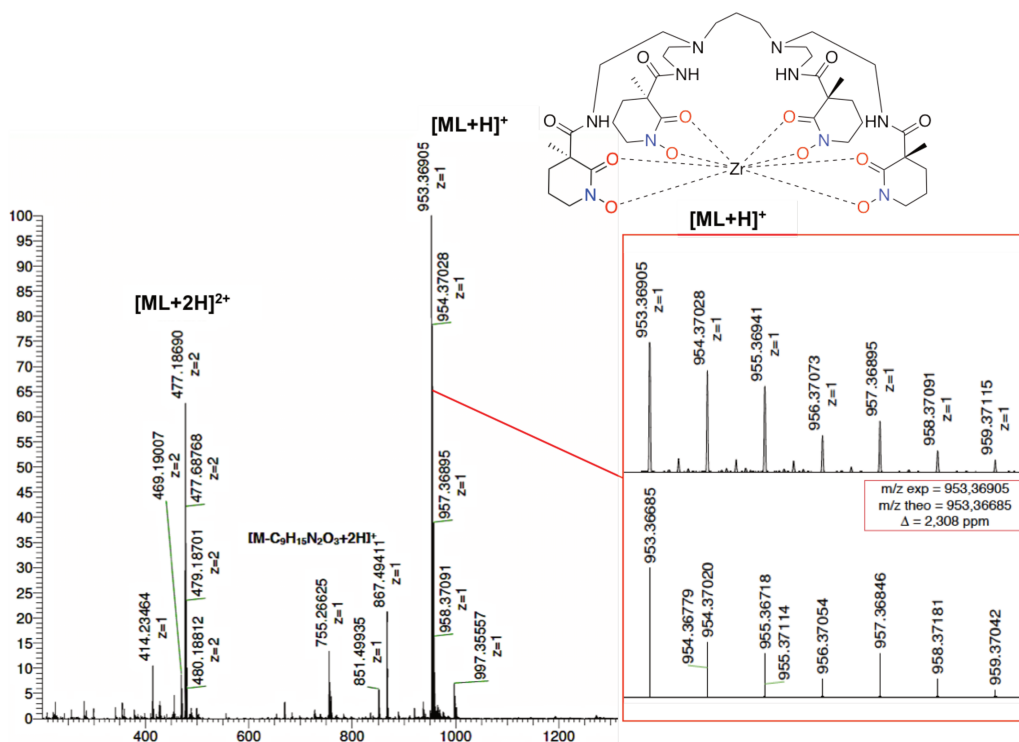 N
N
O
NH
HN
O
O
NH
O
O
HN
O
N
O
O
N
O
O
Zr
O
N
O
N
O
[ML+H]+
[ML+H]+
[ML+2H]2+
953.36905
z=1
954.37028
z=1
957.36895
z=1
958.37091
z=1
997.35557
z=1
477.18690
z=2
469.19007
z=2
477.68768
z=2
479.18701
z=2
480.18812
z=2
414.23464
z=1
[M-C9H15N2O3+2H]+
755.26625
z=1
851.49935
z=1
867.49411
z=1
100
95
90
85
80
75
70
65
60
55
50
45
40
35
30
25
20
15
10
5
0
400
600
800
1000
1200
953.36905
z=1
954.37028
z=1
955.36941
z=1
956.37073
z=1
957.36895
z=1
958.37091
z=1
959.37115
z=1
m/z exp = 953,36905
m/z theo = 953,36685
Δ = 2,308 ppm
953.36685
954.36779
954.37020
955.36718
955.37114
956.37054
957.36846
958.37181
959.37042